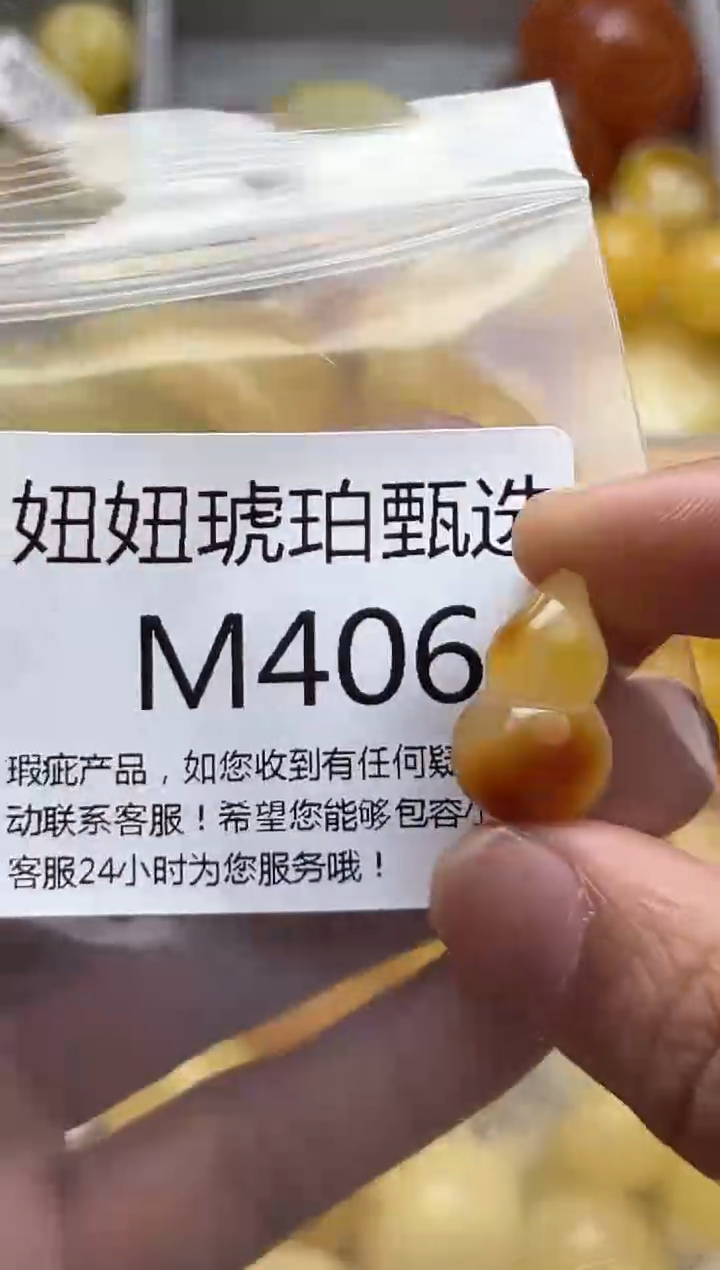 妞妞琥珀甄选
M406
瑕疵产品，如您收到有任何疑
动联系客服！希望您能够包容
客服24小时为您服务哦！